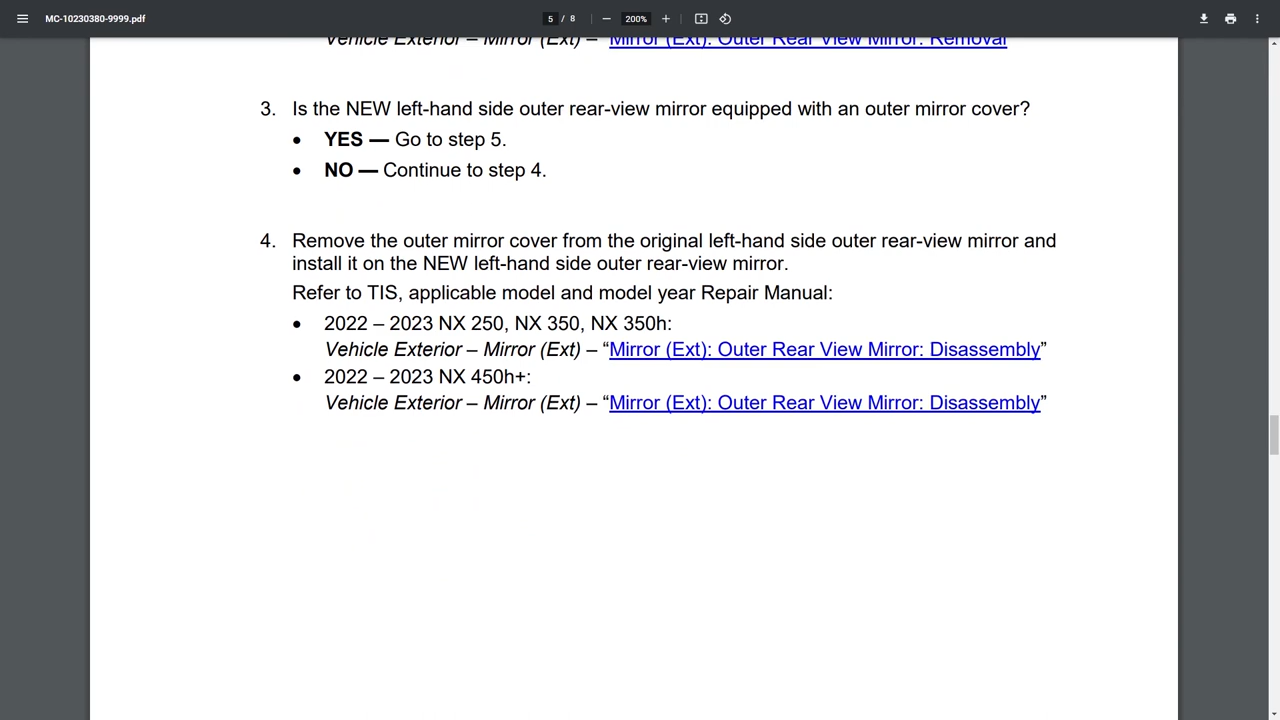 MC-10230380-9999.pdf
5 / 8
200%
Vehicle Exterior – Mirror (Ext) – “Mirror (Ext): Outer Rear View Mirror: Removal
3. Is the NEW left-hand side outer rear-view mirror equipped with an outer mirror cover?
• YES — Go to step 5.
• NO — Continue to step 4.
4. Remove the outer mirror cover from the original left-hand side outer rear-view mirror and
install it on the NEW left-hand side outer rear-view mirror.
Refer to TIS, applicable model and model year Repair Manual:
• 2022 – 2023 NX 250, NX 350, NX 350h:
Vehicle Exterior – Mirror (Ext) – “Mirror (Ext): Outer Rear View Mirror: Disassembly”
• 2022 – 2023 NX 450h+:
Vehicle Exterior – Mirror (Ext) – “Mirror (Ext): Outer Rear View Mirror: Disassembly”